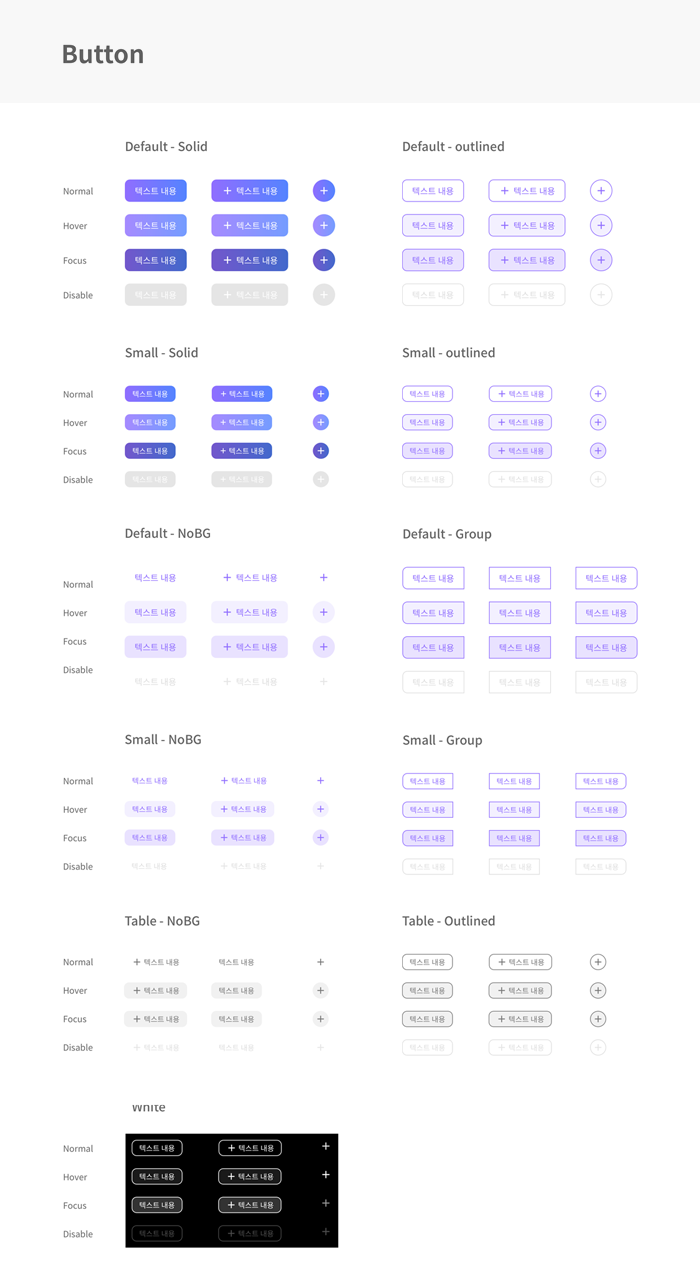 Button
Default - Solid
Default - outlined
Normal 텍스트 내용 + 텍스트 내용 + 텍스트 내용 + 텍스트 내용 +
Hover 텍스트 내용 + 텍스트 내용 + 텍스트 내용 + 텍스트 내용 +
Focus 텍스트 내용 + 텍스트 내용 + 텍스트 내용 + 텍스트 내용 +
Disable 텍스트 내용 + 텍스트 내용 + 텍스트 내용 + 텍스트 내용 +
Small - Solid
Small - outlined
Normal 텍스트 내용 + 텍스트 내용 + 텍스트 내용 + 텍스트 내용 +
Hover 텍스트 내용 + 텍스트 내용 + 텍스트 내용 + 텍스트 내용 +
Focus 텍스트 내용 + 텍스트 내용 + 텍스트 내용 + 텍스트 내용 +
Disable 텍스트 내용 + 텍스트 내용 + 텍스트 내용 + 텍스트 내용 +
Default - NoBG
Default - Group
Normal 텍스트 내용 + 텍스트 내용 + 텍스트 내용 텍스트 내용 텍스트 내용
Hover 텍스트 내용 + 텍스트 내용 + 텍스트 내용 텍스트 내용 텍스트 내용
Focus 텍스트 내용 + 텍스트 내용 + 텍스트 내용 텍스트 내용 텍스트 내용
Disable 텍스트 내용 + 텍스트 내용 + 텍스트 내용 텍스트 내용 텍스트 내용
Small - NoBG
Small - Group
Normal 텍스트 내용 + 텍스트 내용 + 텍스트 내용 텍스트 내용 텍스트 내용
Hover 텍스트 내용 + 텍스트 내용 + 텍스트 내용 텍스트 내용 텍스트 내용
Focus 텍스트 내용 + 텍스트 내용 + 텍스트 내용 텍스트 내용 텍스트 내용
Disable 텍스트 내용 + 텍스트 내용 + 텍스트 내용 텍스트 내용 텍스트 내용
Table - NoBG
Table - Outlined
Normal + 텍스트 내용 텍스트 내용 + 텍스트 내용 + 텍스트 내용 +
Hover + 텍스트 내용 텍스트 내용 + 텍스트 내용 + 텍스트 내용 +
Focus + 텍스트 내용 텍스트 내용 + 텍스트 내용 + 텍스트 내용 +
Disable + 텍스트 내용 텍스트 내용 + 텍스트 내용 + 텍스트 내용 +
White
Normal 텍스트 내용 + 텍스트 내용 +
Hover 텍스트 내용 + 텍스트 내용 +
Focus 텍스트 내용 + 텍스트 내용 +
Disable 텍스트 내용 + 텍스트 내용 +